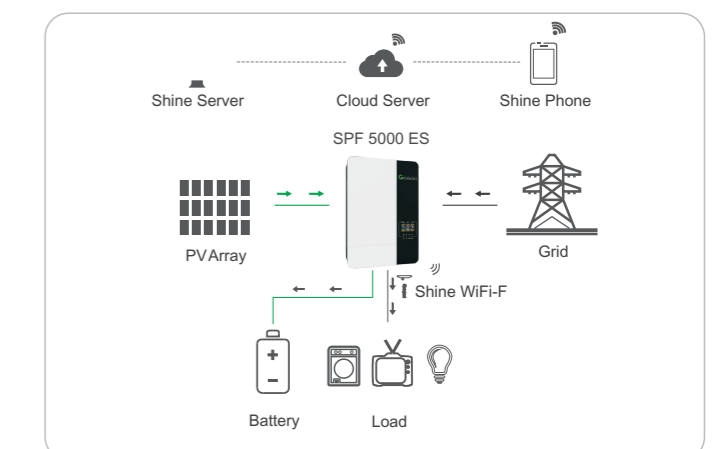 Shine Server
Cloud Server
Shine Phone
SPF 5000 ES
PV Array
Grid
Shine WiFi-F
+
−
Battery
Load